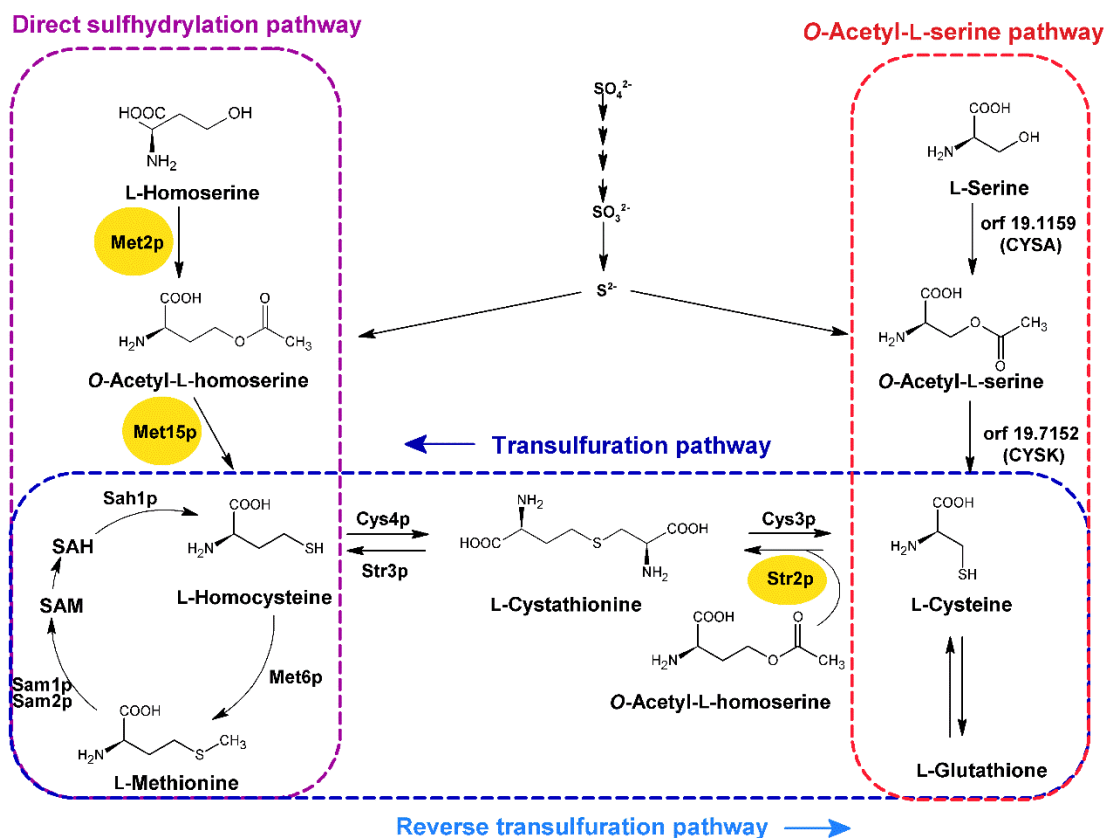 Direct sulfhydrylation pathway
O-Acetyl-L-serine pathway
HOOC
OH
NH2
L-Homoserine
Met2p
COOH
O
H2N
O
CH3
O-Acetyl-L-homoserine
Met15p
SO4 2-
SO3 2-
S2-
COOH
H2N
OH
L-Serine
orf 19.1159
(CYSA)
COOH
H2N
O
CH3
O
O-Acetyl-L-serine
orf 19.7152
(CYSK)
Transulfuration pathway
Sah1p
SAH
SAM
Sam1p
Sam2p
COOH
H2N
SH
L-Homocysteine
Met6p
COOH
H2N
S
CH3
L-Methionine
Cys4p
Str3p
NH2
HOOC
S
COOH
NH2
L-Cystathionine
Cys3p
Str2p
COOH
O
H2N
O
CH3
O-Acetyl-L-homoserine
COOH
H2N
SH
L-Cysteine
L-Glutathione
Reverse transulfuration pathway